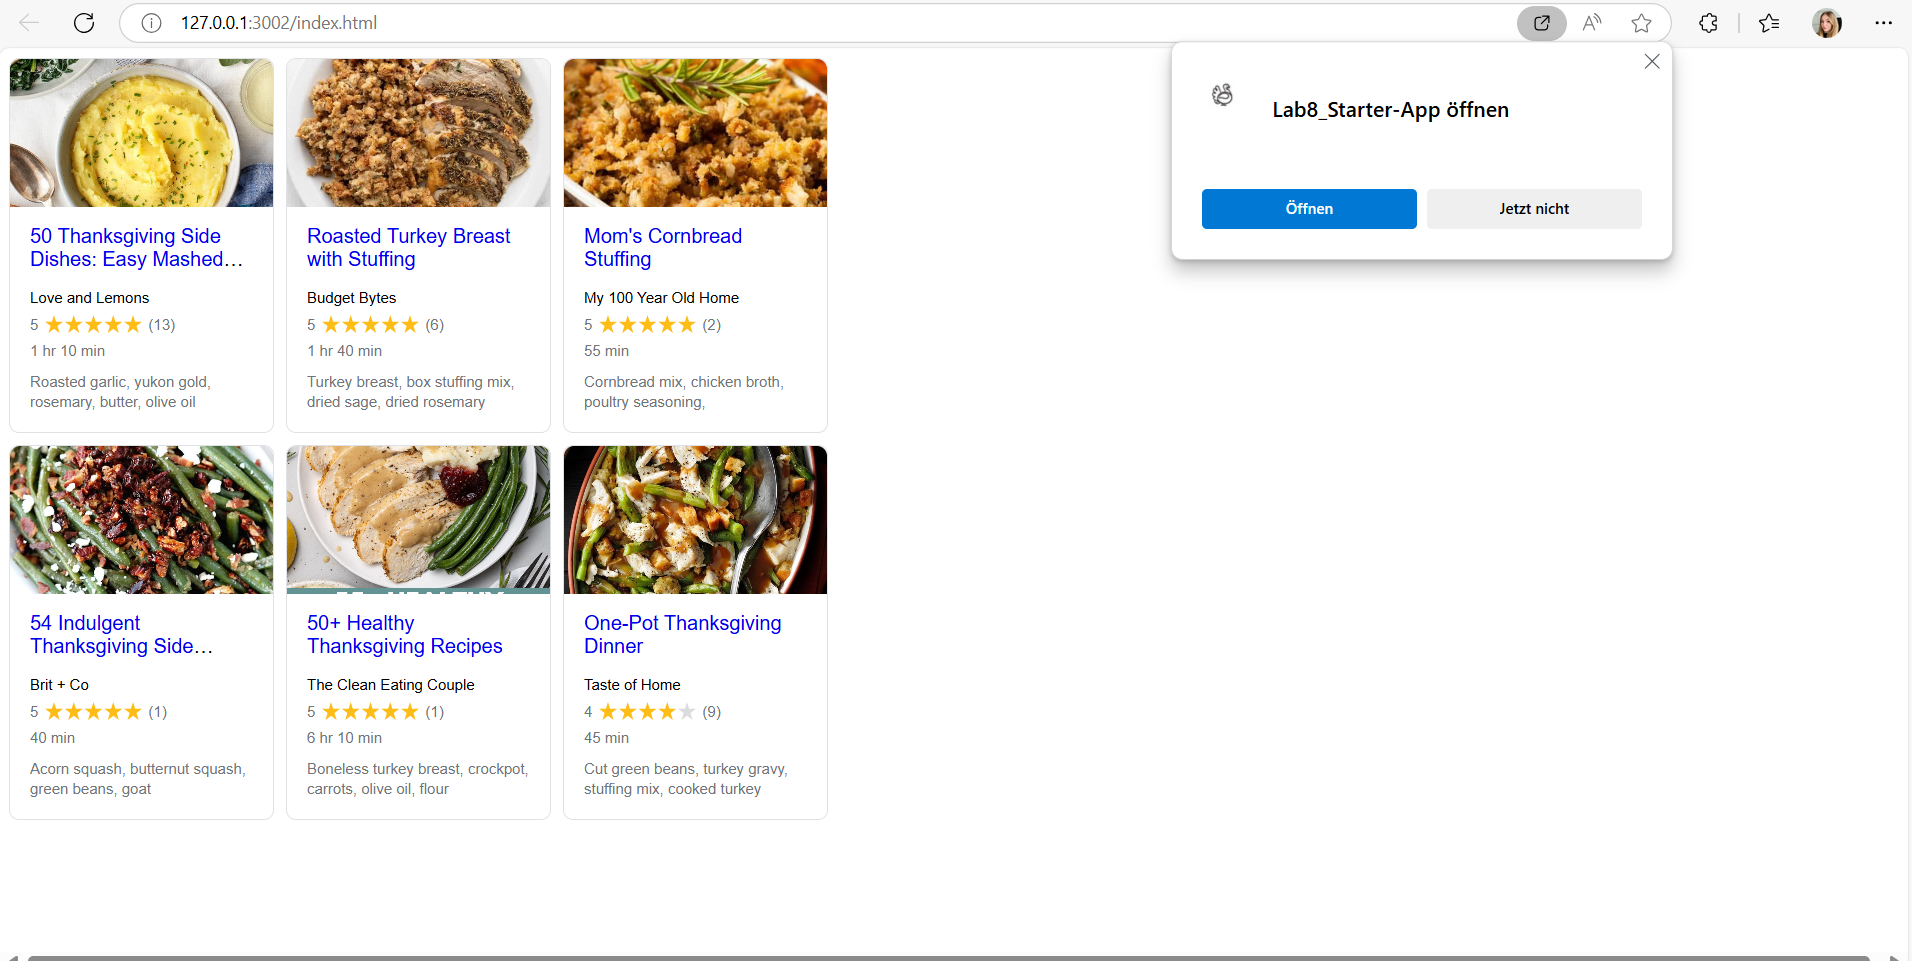 127.0.0.1:3002/index.html
Lab8_Starter-App öffnen
Öffnen
Jetzt nicht
50 Thanksgiving Side
Dishes: Easy Mashed…
Love and Lemons
5 ★★★★★ (13)
1 hr 10 min
Roasted garlic, yukon gold,
rosemary, butter, olive oil
Roasted Turkey Breast
with Stuffing
Budget Bytes
5 ★★★★★ (6)
1 hr 40 min
Turkey breast, box stuffing mix,
dried sage, dried rosemary
Mom's Cornbread
Stuffing
My 100 Year Old Home
5 ★★★★★ (2)
55 min
Cornbread mix, chicken broth,
poultry seasoning,
54 Indulgent
Thanksgiving Side…
Brit + Co
5 ★★★★★ (1)
40 min
Acorn squash, butternut squash,
green beans, goat
50+ Healthy
Thanksgiving Recipes
The Clean Eating Couple
5 ★★★★★ (1)
6 hr 10 min
Boneless turkey breast, crockpot,
carrots, olive oil, flour
One-Pot Thanksgiving
Dinner
Taste of Home
4 ★★★★★ (9)
45 min
Cut green beans, turkey gravy,
stuffing mix, cooked turkey